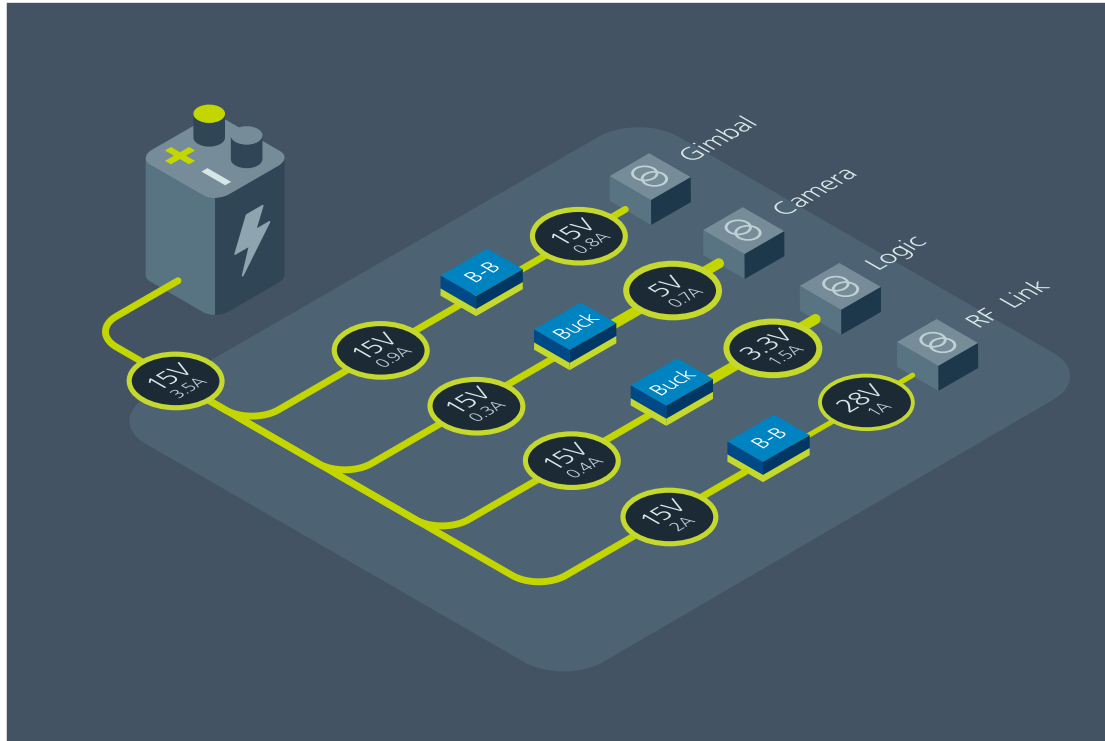 Gimbal
Camera
Logic
RF Link
15V
3.5A
15V
0.9A
B-B
15V
0.8A
15V
0.3A
Buck
5V
0.7A
15V
0.4A
Buck
3.3V
1.5A
15V
2A
B-B
28V
1A